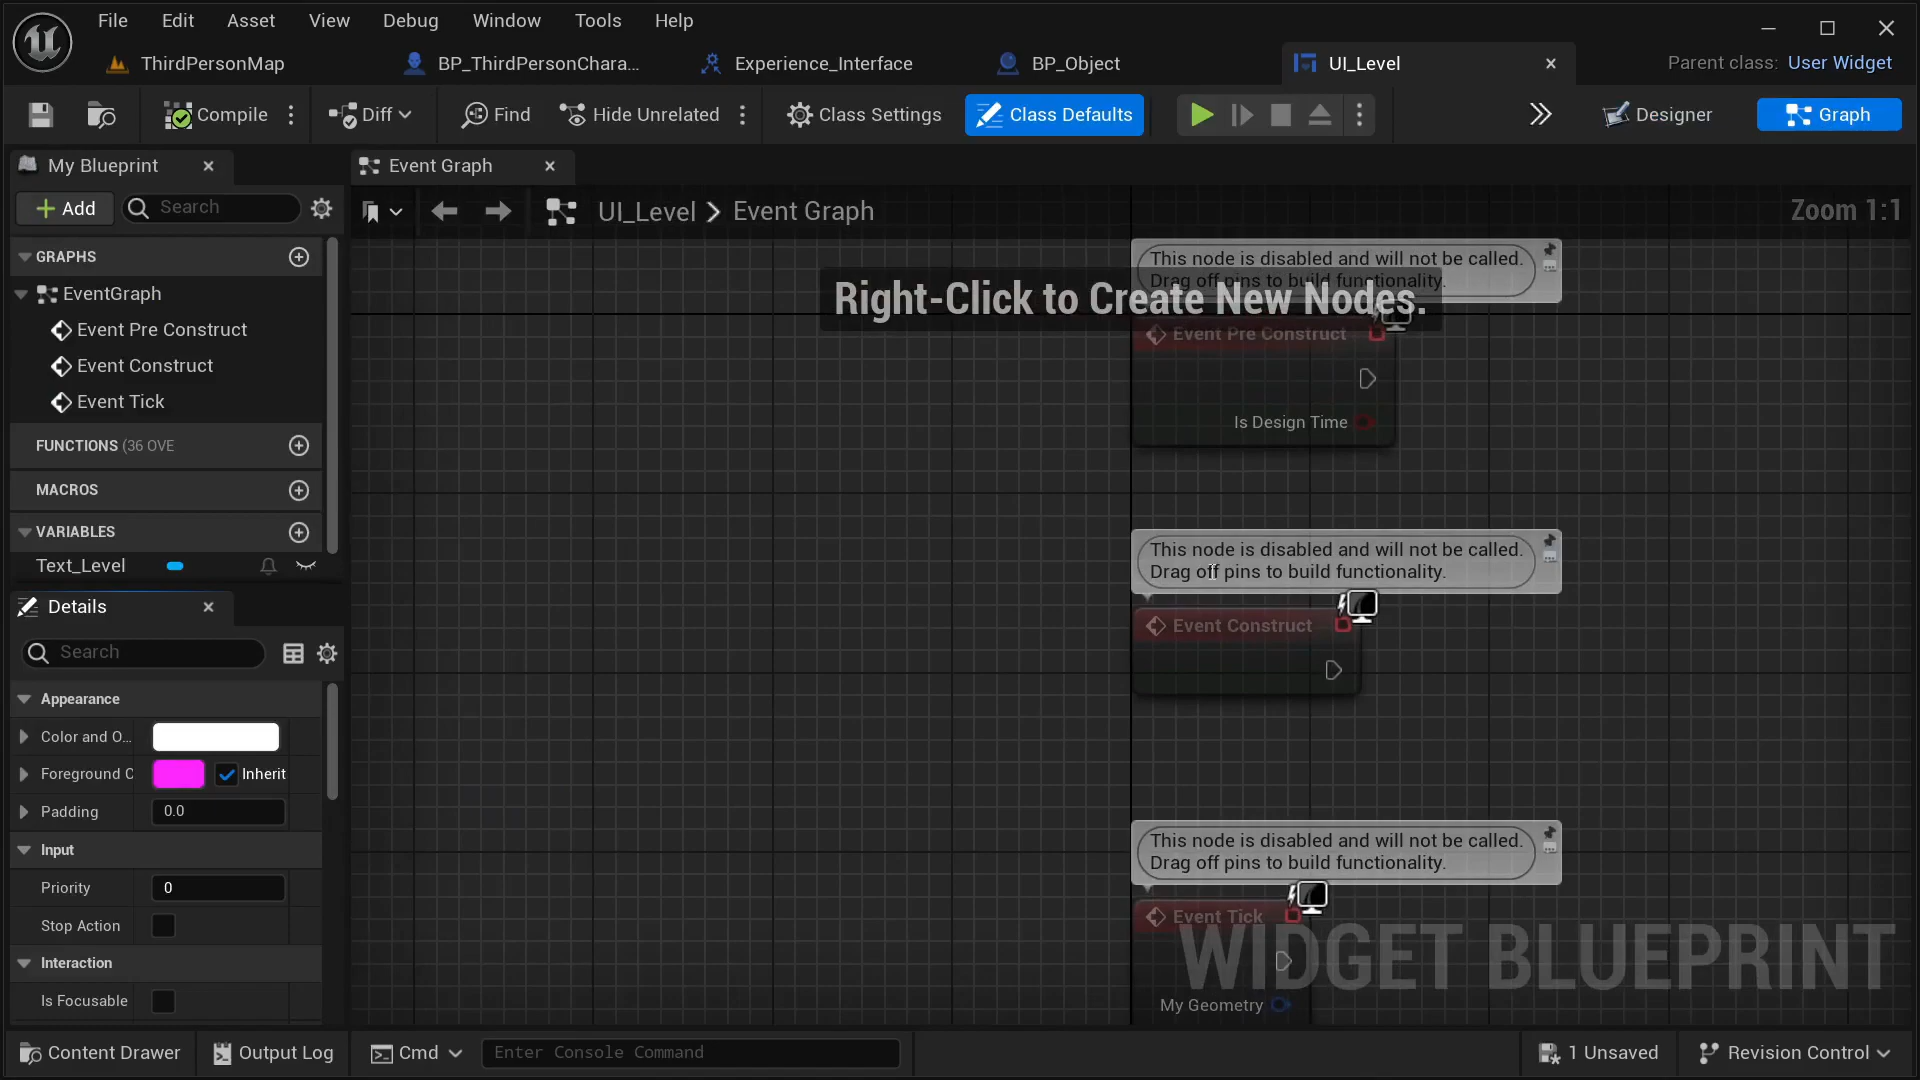 File Edit Asset View Debug Window Tools Help
ThirdPersonMap BP_ThirdPersonChara... Experience_Interface BP_Object UI_Level Parent class: User Widget
Compile Diff Find Hide Unrelated Class Settings Class Defaults Designer Graph
My Blueprint Event Graph
Add Search UI_Level Event Graph Zoom 1:1
GRAPHS
EventGraph
Event Pre Construct
Event Construct
Event Tick
FUNCTIONS (36 OVE
MACROS
VARIABLES
Text_Level
Details
Search
Appearance
Color and O...
Foreground C Inherit
Padding 0.0
Input
Priority 0
Stop Action
Interaction
Is Focusable
This node is disabled and will not be called.
Drag off pins to build functionality.
Right-Click to Create New Nodes.
Event Pre Construct
Is Design Time
This node is disabled and will not be called.
Drag off pins to build functionality.
Event Construct
This node is disabled and will not be called.
Drag off pins to build functionality.
Event Tick
WIDGET BLUEPRINT
My Geometry
Content Drawer Output Log Cmd Enter Console Command 1 Unsaved Revision Control